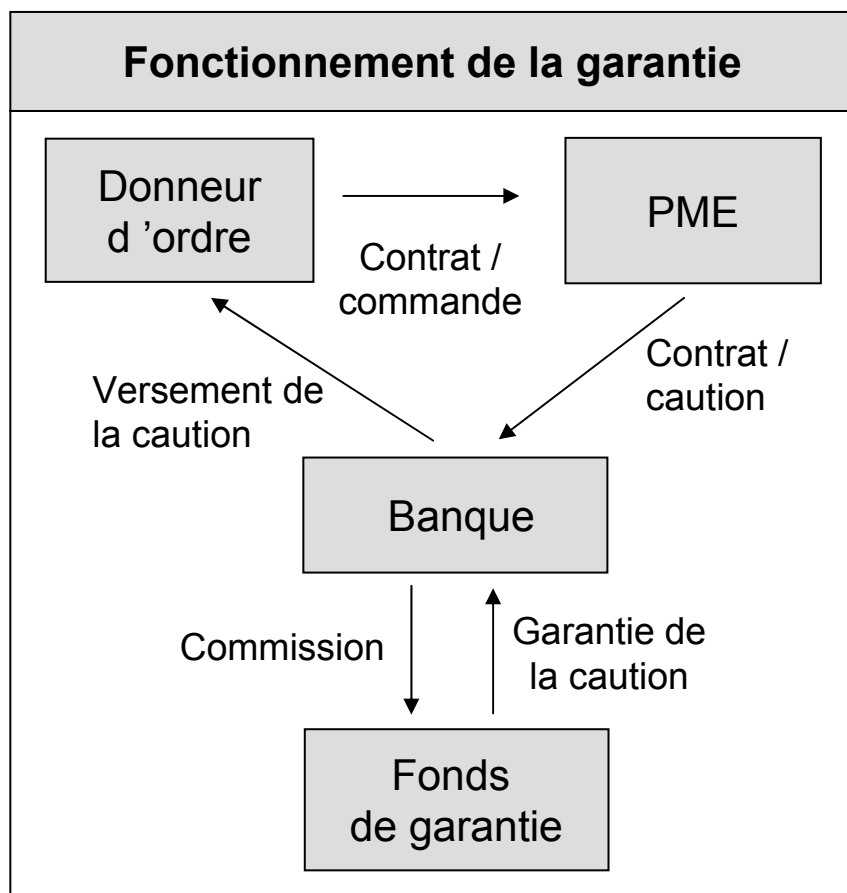 Fonctionnement de la garantie
Donneur
d ’ordre
PME
Contrat /
commande
Contrat /
caution
Versement de
la caution
Banque
Commission
Garantie de
la caution
Fonds
de garantie